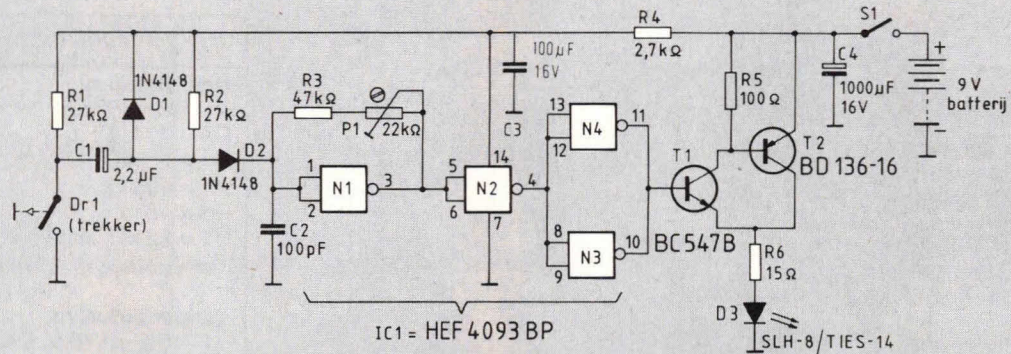 R1
27kΩ
1N4148
D1
R2
27kΩ
C1
2,2µF
D2
1N4148
Dr1
(trekker)
R3
47kΩ
P1
22kΩ
C2
100pF
1
2
N1
3
5
6
N2
14
7
4
100µF
16V
C3
13
12
N4
11
8
9
N3
10
R4
2,7kΩ
R5
100Ω
T1
BC547B
T2
BD 136-16
R6
15Ω
D3
SLH-8/TIES-14
S1
C4
1000µF
16V
+
9V
batterij
−
IC1 = HEF 4093 BP